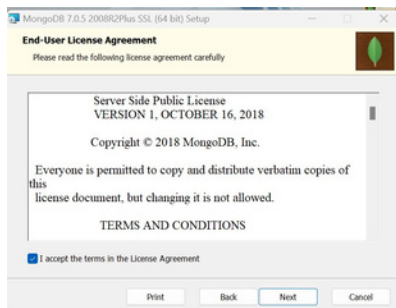 MongoDB 7.0.5 2008R2Plus SSL (64 bit) Setup
End-User License Agreement
Please read the following license agreement carefully
Server Side Public License
VERSION 1, OCTOBER 16, 2018
Copyright © 2018 MongoDB, Inc.
Everyone is permitted to copy and distribute verbatim copies of
this
license document, but changing it is not allowed.
TERMS AND CONDITIONS
I accept the terms in the License Agreement
Print Back Next Cancel